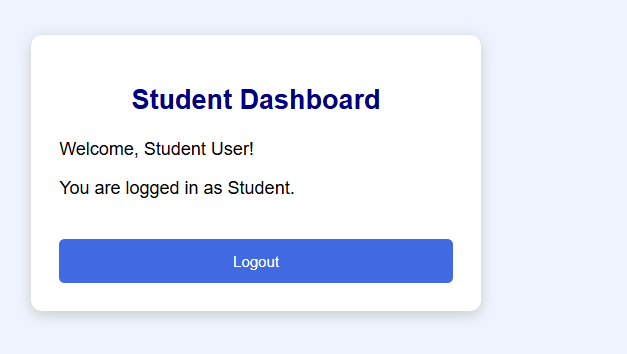 Student Dashboard
Welcome, Student User!
You are logged in as Student.
Logout